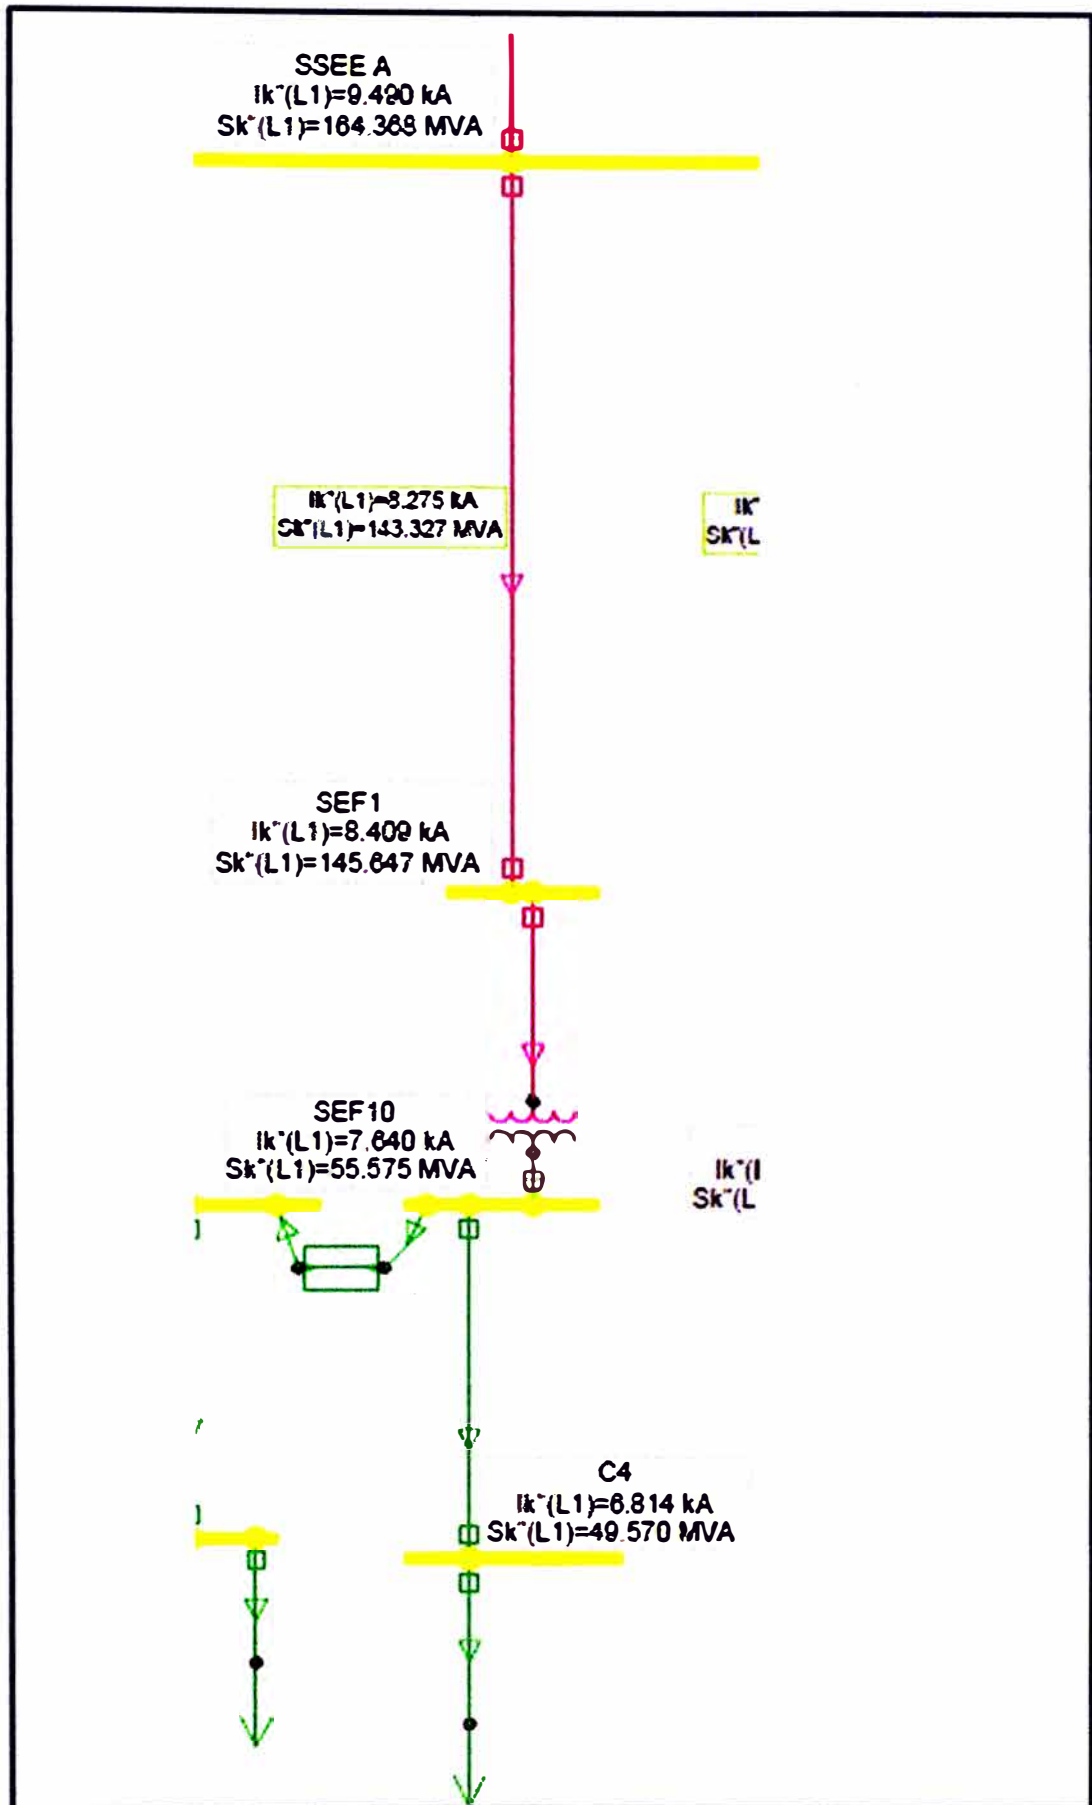 SSEE A
Ik"(L1)=9.490 kA
Sk"(L1)=164.368 MVA
Ik"(L1)=8.275 kA
Sk"(L1)=143.327 MVA
Ik"
Sk"(L
SEF1
Ik"(L1)=8.409 kA
Sk"(L1)=145.647 MVA
SEF10
Ik"(L1)=7.640 kA
Sk"(L1)=55.575 MVA
Ik"(l
Sk"(L
C4
Ik"(L1)=6.814 kA
Sk"(L1)=49.570 MVA